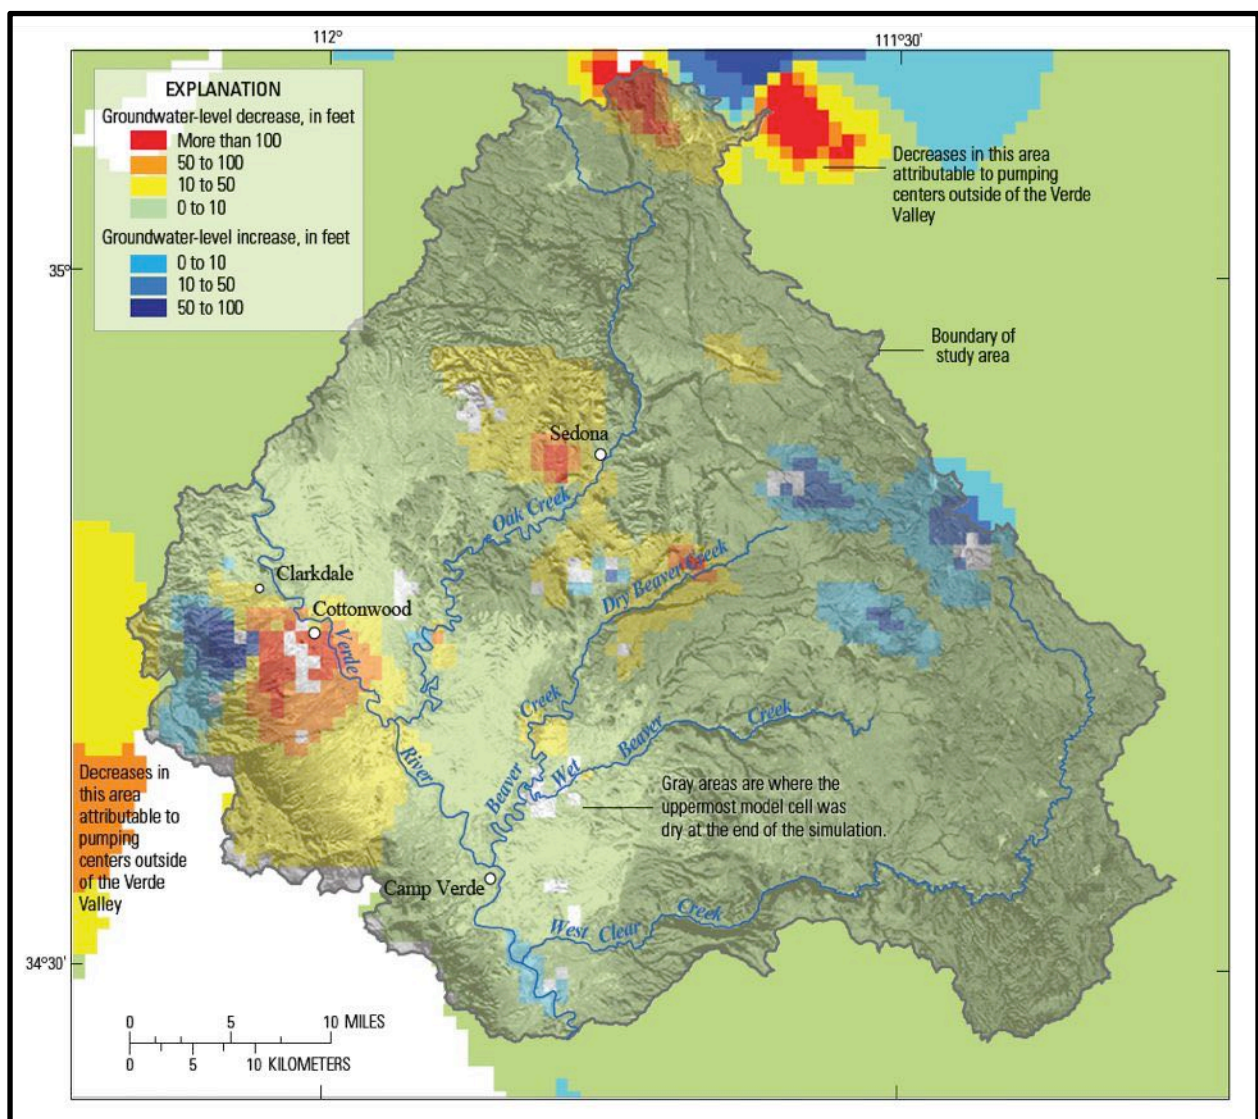 112°
111°30'
EXPLANATION
Groundwater-level decrease, in feet
More than 100
50 to 100
10 to 50
0 to 10
Groundwater-level increase, in feet
0 to 10
10 to 50
50 to 100
Decreases in this area
attributable to pumping
centers outside of the Verde
Valley
35°
Boundary of
study area
Sedona
Oak Creek
Clarkdale
Cottonwood
Dry Beaver Creek
Verde
River
Beaver
Creek
Wet
Beaver
Creek
Decreases in
this area
attributable to
pumping
centers outside
of the Verde
Valley
Gray areas are where the
uppermost model cell was
dry at the end of the simulation.
Camp Verde
West Clear
Creek
34°30'
0 5 10 MILES
0 5 10 KILOMETERS